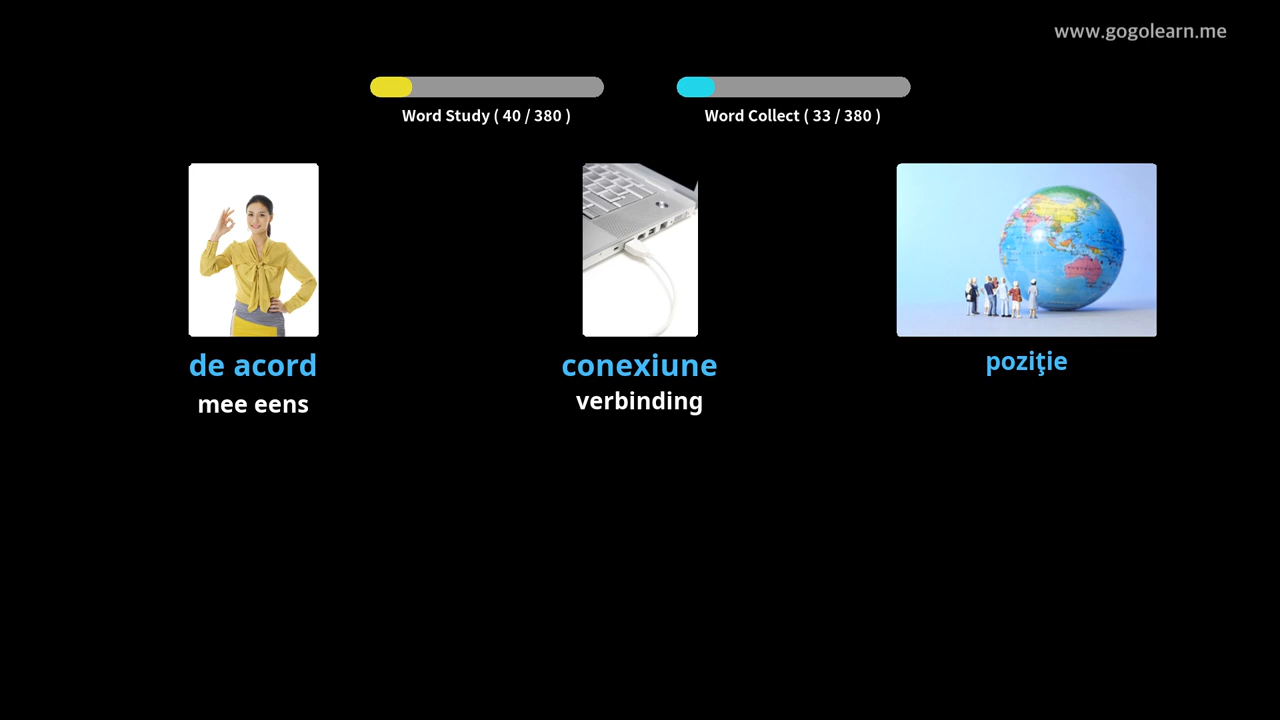 www.gogolearn.me
Word Study ( 40 / 380 )
Word Collect ( 33 / 380 )
de acord
mee eens
conexiune
verbinding
poziţie